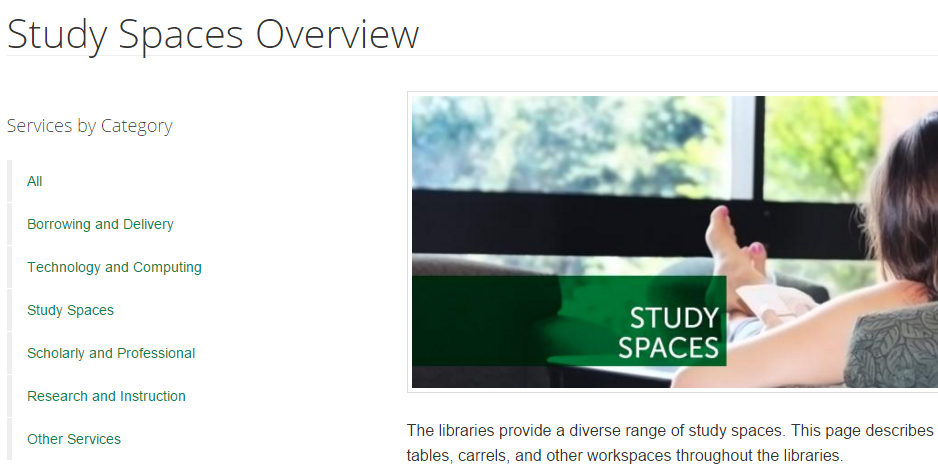 Study Spaces Overview
Services by Category
All
Borrowing and Delivery
Technology and Computing
Study Spaces
Scholarly and Professional
Research and Instruction
Other Services
STUDY
SPACES
The libraries provide a diverse range of study spaces. This page describes
tables, carrels, and other workspaces throughout the libraries.